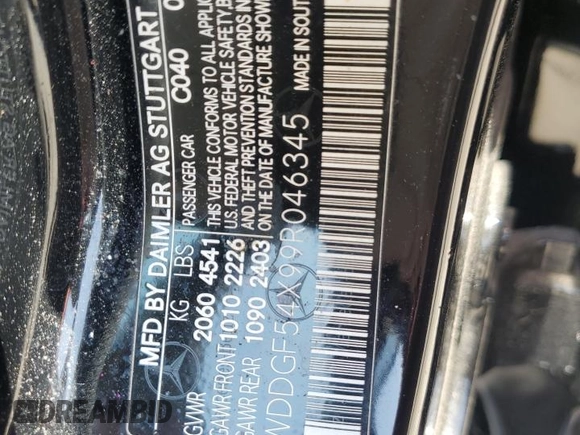 MFD BY DAIMLER AG STUTTGART
KG LBS PASSENGER CAR C040
GVWR 2060 4541 THIS VEHICLE CONFORMS TO ALL
GAWR FRONT 1010 2226 U.S. FEDERAL MOTOR VEHICLE SAFETY,
GAWR REAR 1090 2403 AND THEFT PREVENTION STANDARDS
ON THE DATE OF MANUFACTURE SHOW
WDDGF54X99R046345
MADE IN SOUT
DREAMBID